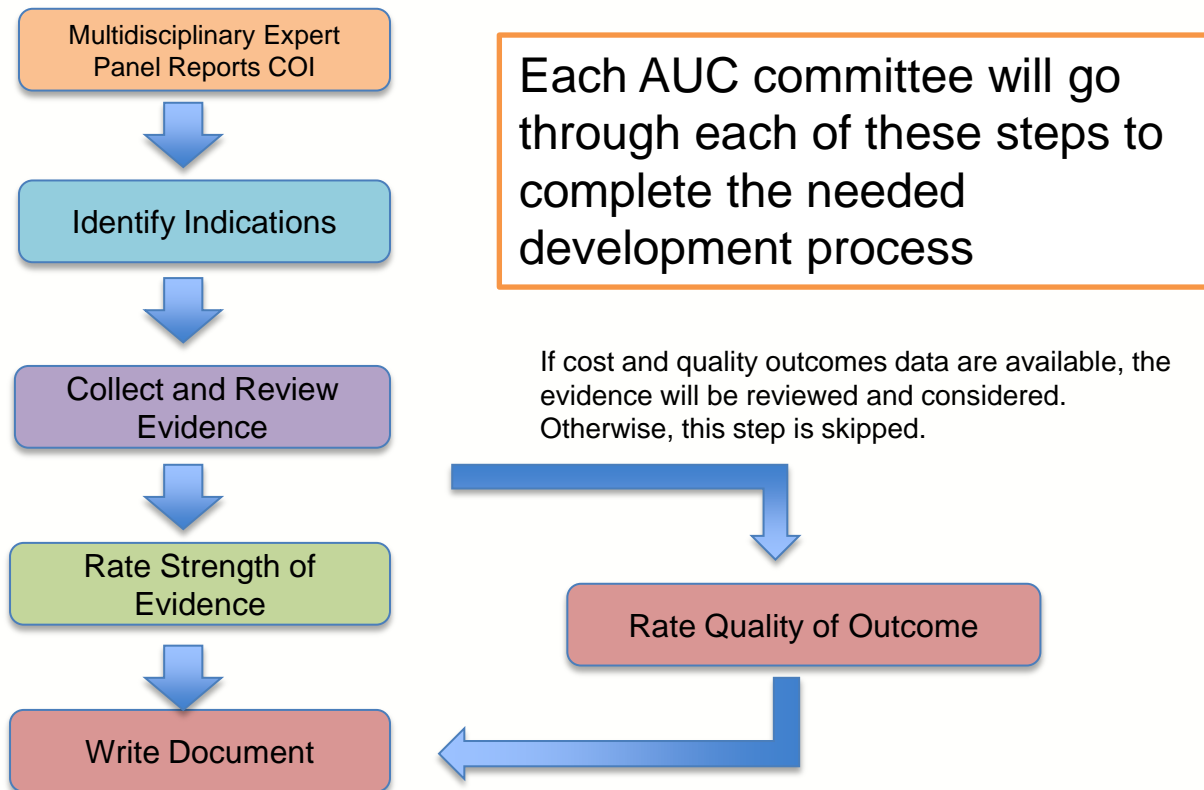 Multidisciplinary Expert
Panel Reports COI
Each AUC committee will go
through each of these steps to
complete the needed
development process
Identify Indications
If cost and quality outcomes data are available, the
evidence will be reviewed and considered.
Otherwise, this step is skipped.
Collect and Review
Evidence
Rate Strength of
Evidence
Rate Quality of Outcome
Write Document